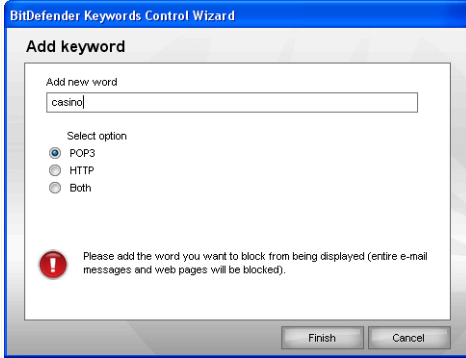 BitDefender Keywords Control Wizard
Add keyword
Add new word
casino
Select option
POP3
HTTP
Both
Please add the word you want to block from being displayed (entire e-mail
messages and web pages will be blocked).
Finish Cancel